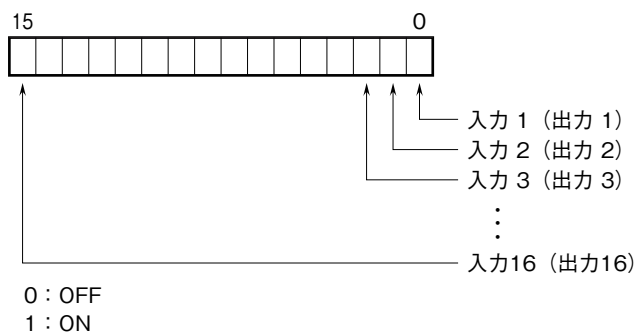 15 0
入力 1（出力 1）
入力 2（出力 2）
入力 3（出力 3）
⋮
入力16（出力16）
0：OFF
1：ON